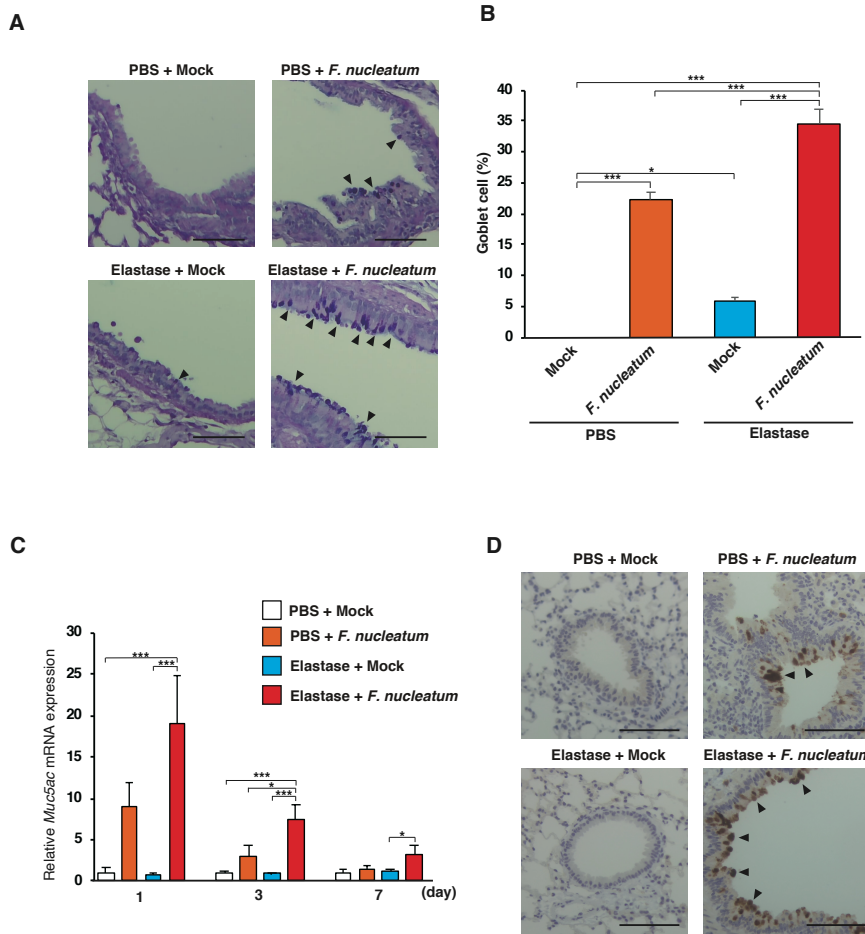 A
PBS + Mock
PBS + F. nucleatum
Elastase + Mock
Elastase + F. nucleatum
B
Goblet cell (%)
40
35
30
25
20
15
10
5
0
***
***
***
*
***
Mock
F. nucleatum
Mock
F. nucleatum
PBS
Elastase
C
PBS + Mock
PBS + F. nucleatum
Elastase + Mock
Elastase + F. nucleatum
Relative Muc5ac mRNA expression
30
25
20
15
10
5
0
***
***
***
*
***
*
1
3
7
(day)
D
PBS + Mock
PBS + F. nucleatum
Elastase + Mock
Elastase + F. nucleatum